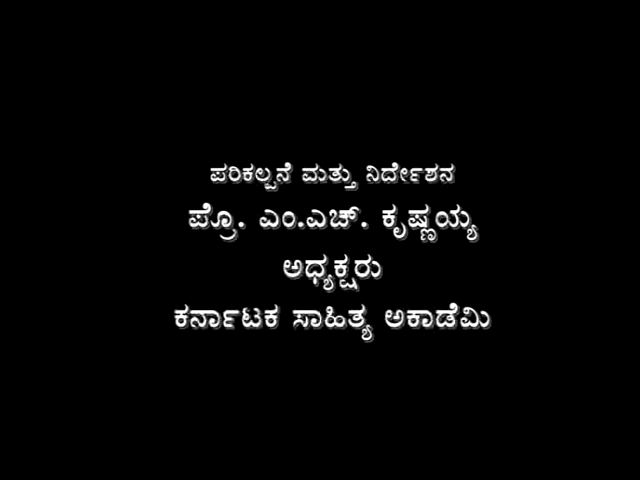 ಪರಿಕಲ್ಪನೆ ಮತ್ತು ನಿರ್ದೇಶನ
ಪ್ರೊ. ಎಂ.ಎಚ್. ಕೃಷ್ಣಯ್ಯ
ಅಧ್ಯಕ್ಷರು
ಕರ್ನಾಟಕ ಸಾಹಿತ್ಯ ಅಕಾಡೆಮಿ